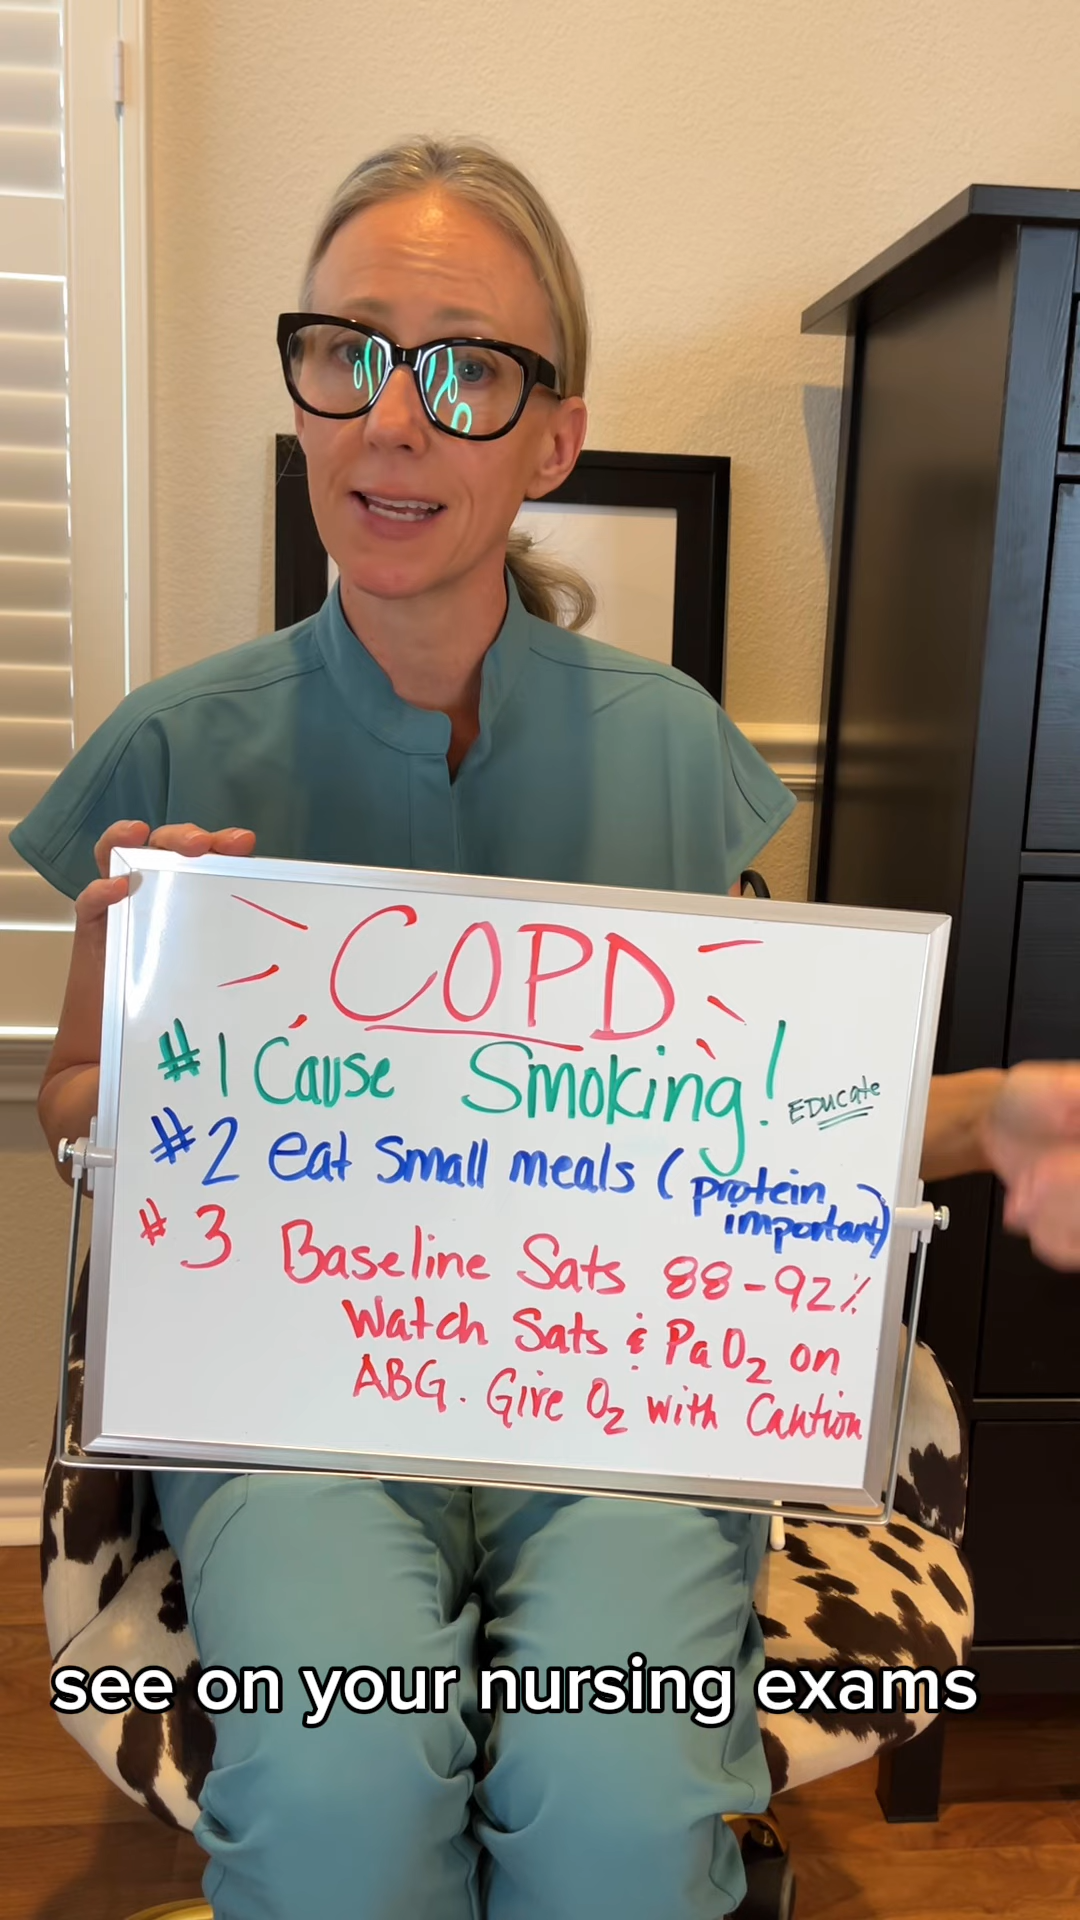 COPD
#1 Cause Smoking! EDUCATE
#2 eat small meals (protein
important)
#3 Baseline Sats 88-92%
Watch Sats & PaO2 on
ABG. Give O2 with Caution
see on your nursing exams